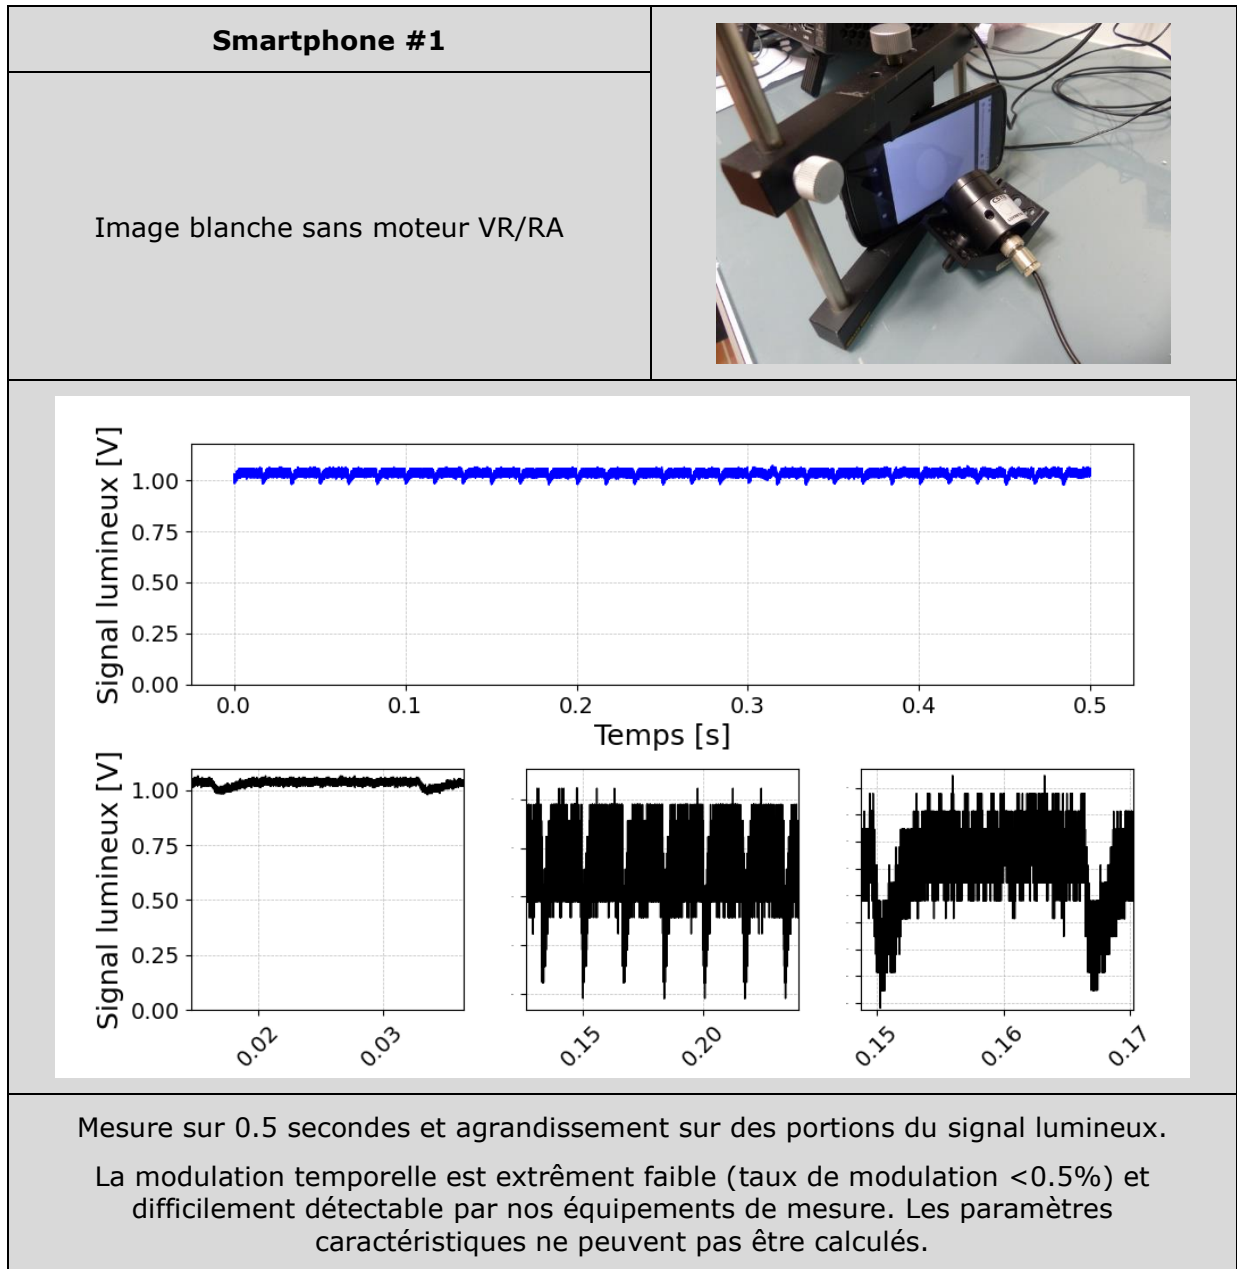 Smartphone #1
Image blanche sans moteur VR/RA
Signal lumineux [V]
1.00
0.75
0.50
0.25
0.00
0.0
0.1
0.2
0.3
0.4
0.5
Temps [s]
Signal lumineux [V]
1.00
0.75
0.50
0.25
0.00
0.02
0.03
0.15
0.20
0.15
0.16
0.17
Mesure sur 0.5 secondes et agrandissement sur des portions du signal lumineux.
La modulation temporelle est extrêment faible (taux de modulation <0.5%) et
difficilement détectable par nos équipements de mesure. Les paramètres
caractéristiques ne peuvent pas être calculés.